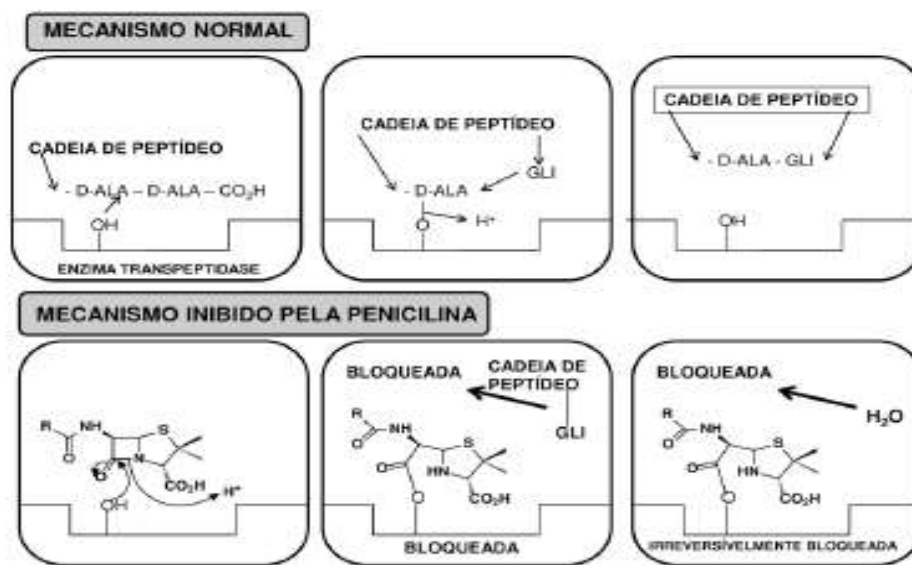 MECANISMO NORMAL
CADEIA DE PEPTÍDEO
- D-ALA – D-ALA – CO₂H
OH
ENZIMA TRANSPEPTIDASE
CADEIA DE PEPTÍDEO
GLI
- D-ALA
O
H⁺
CADEIA DE PEPTÍDEO
- D-ALA - GLI
OH
MECANISMO INIBIDO PELA PENICILINA
R
NH
S
O
O
N
CO₂H
H⁺
OH
BLOQUEADA
CADEIA DE
PEPTÍDEO
GLI
R
NH
S
O
O
HN
O
CO₂H
BLOQUEADA
BLOQUEADA
H₂O
R
NH
S
O
O
HN
O
CO₂H
IRREVERSÍVELMENTE BLOQUEADA